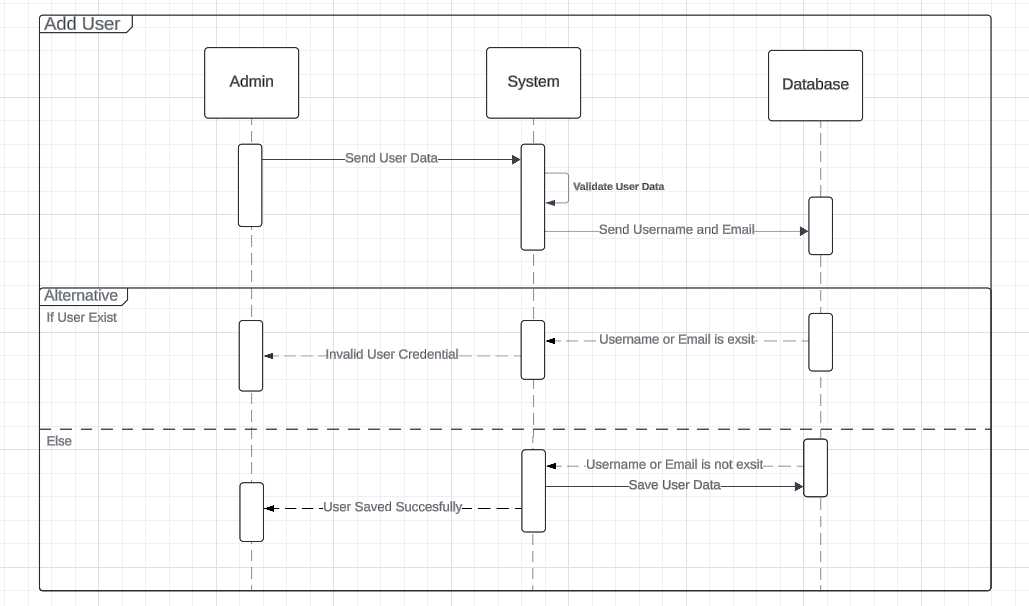 Add User
Admin
System
Database
Send User Data
Validate User Data
Send Username and Email
Alternative
If User Exist
Username or Email is exsit
Invalid User Credential
Else
Username or Email is not exsit
Save User Data
User Saved Succesfully